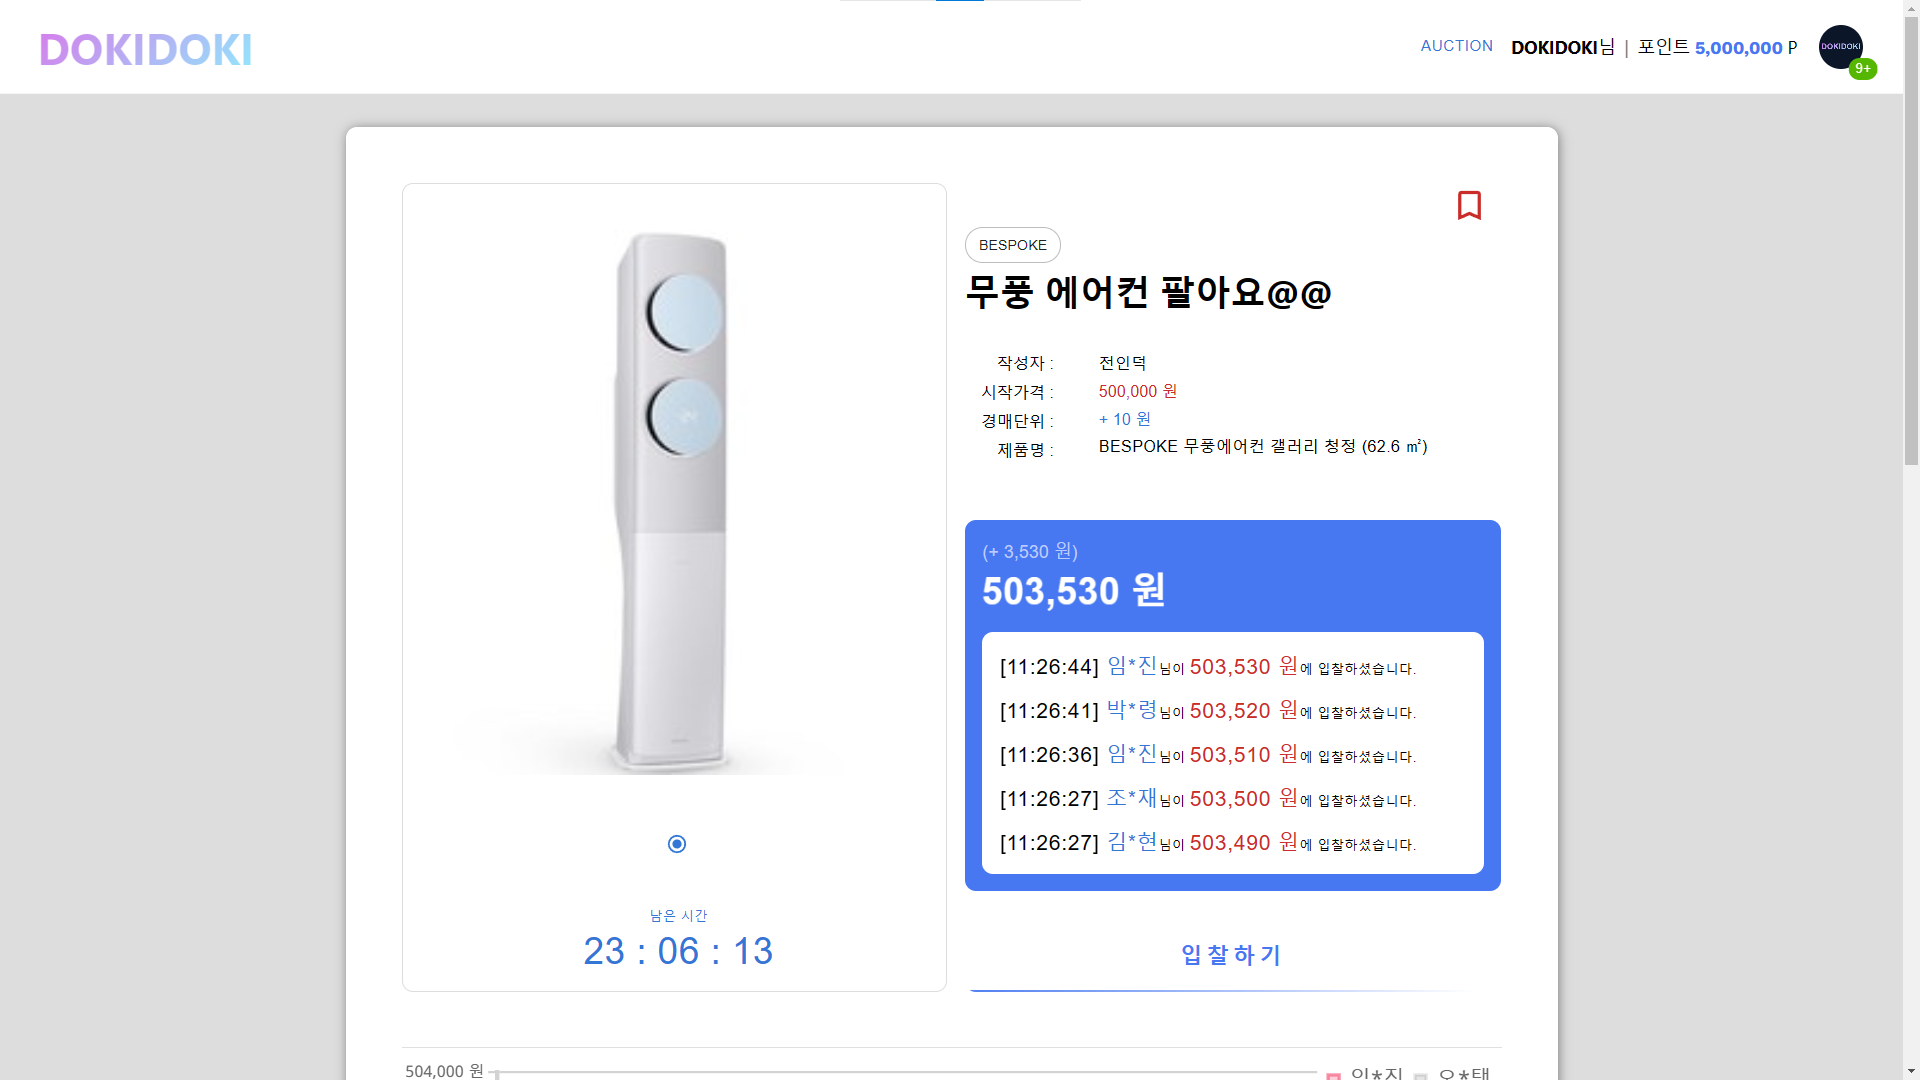 DOKIDOKI
AUCTION DOKIDOKI님 | 포인트 5,000,000 P
DOKIDOKI
9+
BESPOKE
무풍 에어컨 팔아요@@
작성자 : 전인덕
시작가격 : 500,000 원
경매단위 : + 10 원
제품명 : BESPOKE 무풍에어컨 갤러리 청정 (62.6 ㎡)
(+ 3,530 원)
503,530 원
[11:26:44] 임*진님이 503,530 원에 입찰하셨습니다.
[11:26:41] 박*령님이 503,520 원에 입찰하셨습니다.
[11:26:36] 임*진님이 503,510 원에 입찰하셨습니다.
[11:26:27] 조*재님이 503,500 원에 입찰하셨습니다.
[11:26:27] 김*현님이 503,490 원에 입찰하셨습니다.
남은 시간
23 : 06 : 13
입찰하기
504,000 원